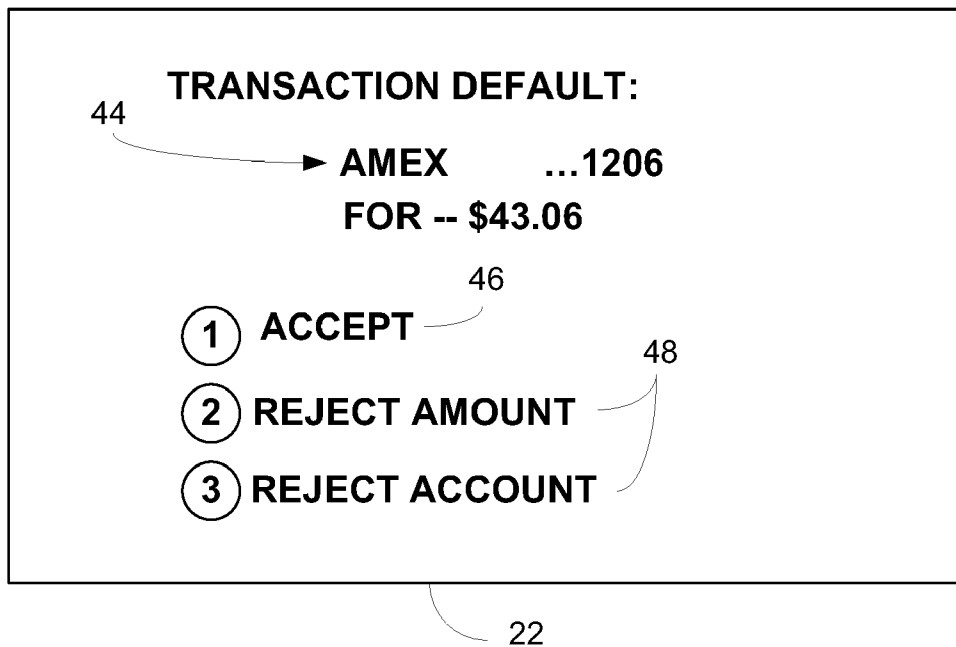 TRANSACTION DEFAULT:
44
AMEX ...1206
FOR -- $43.06
46
1 ACCEPT
48
2 REJECT AMOUNT
3 REJECT ACCOUNT
22